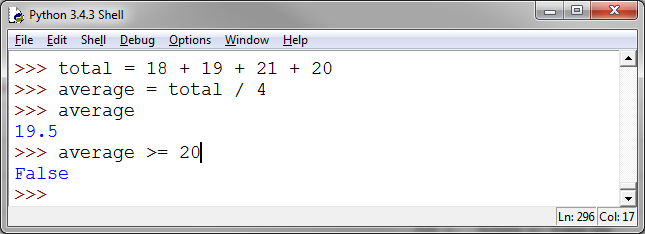 Python 3.4.3 Shell
File Edit Shell Debug Options Window Help
>>> total = 18 + 19 + 21 + 20
>>> average = total / 4
>>> average
19.5
>>> average >= 20
False
>>>
Ln: 296 Col: 17